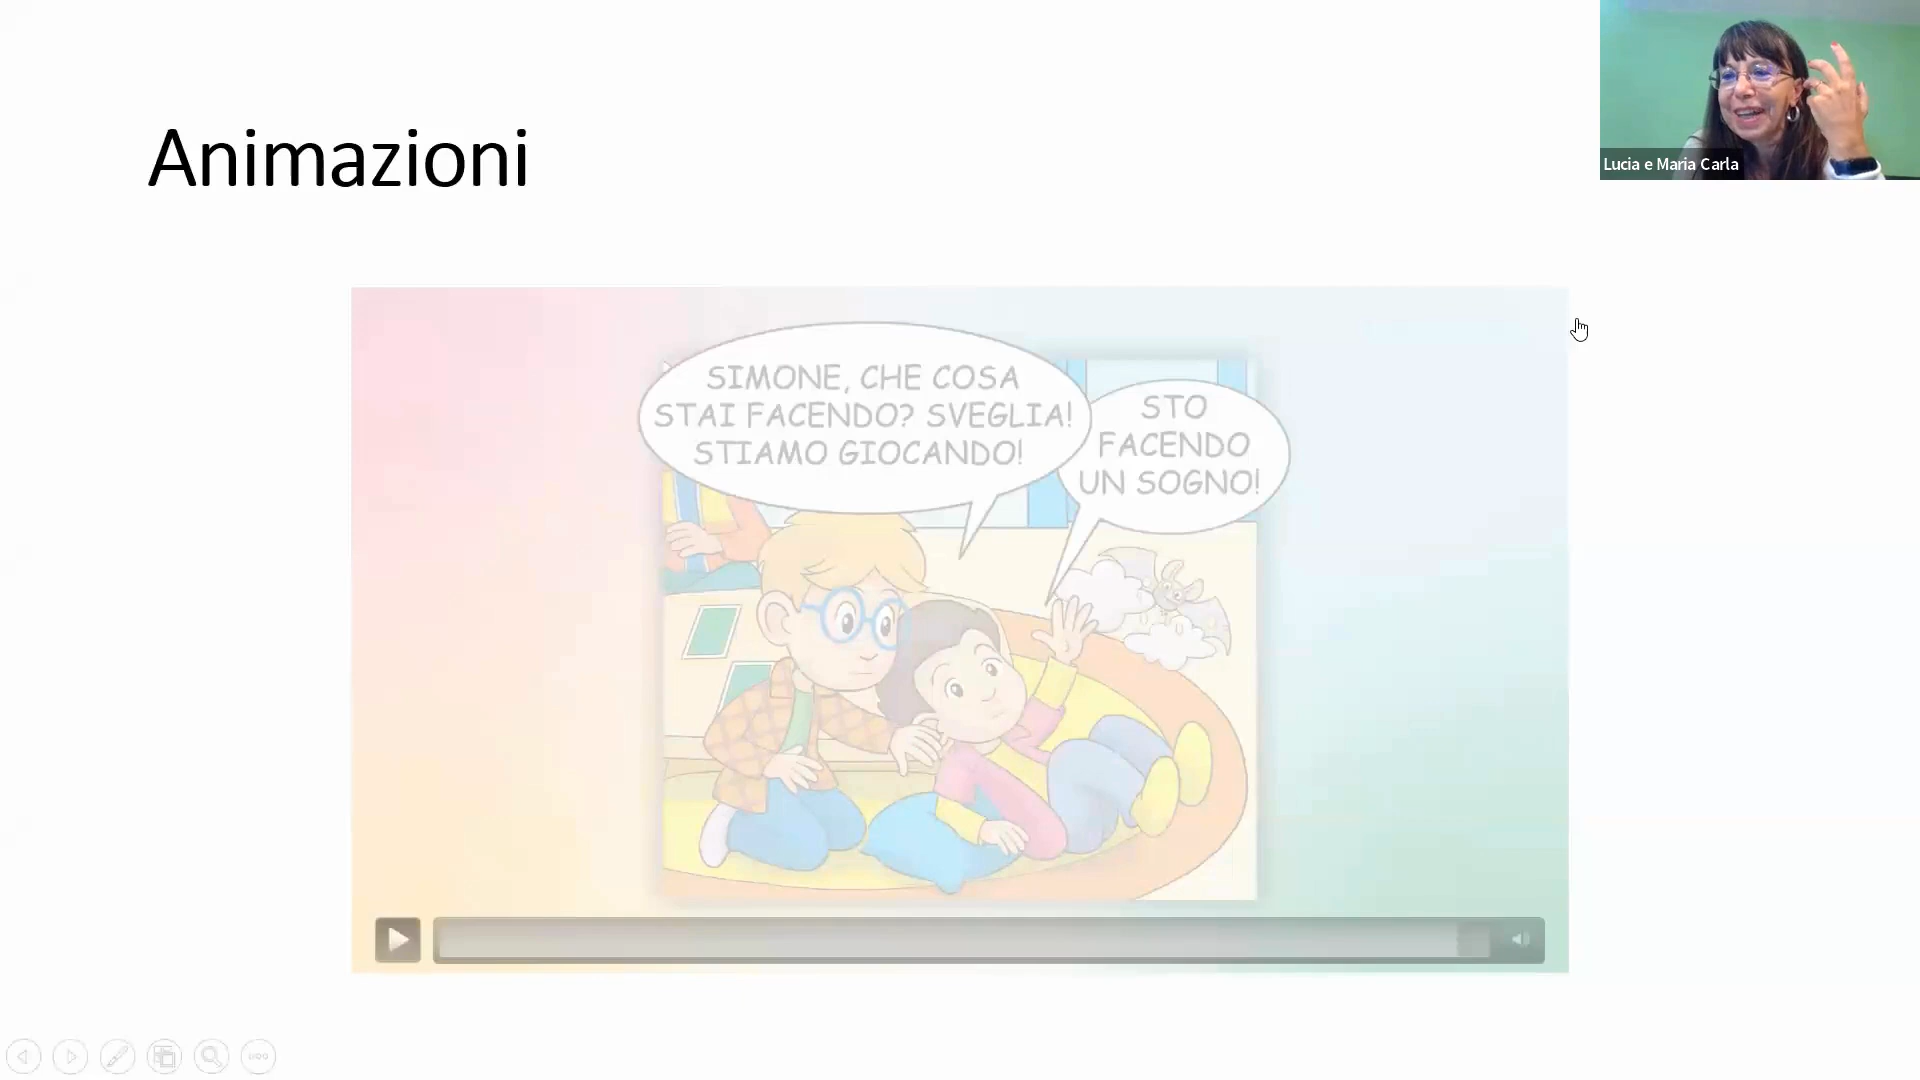 Animazioni
Lucia e Maria Carla
SIMONE, CHE COSA
STAI FACENDO? SVEGLIA!
STIAMO GIOCANDO!
STO
FACENDO
UN SOGNO!